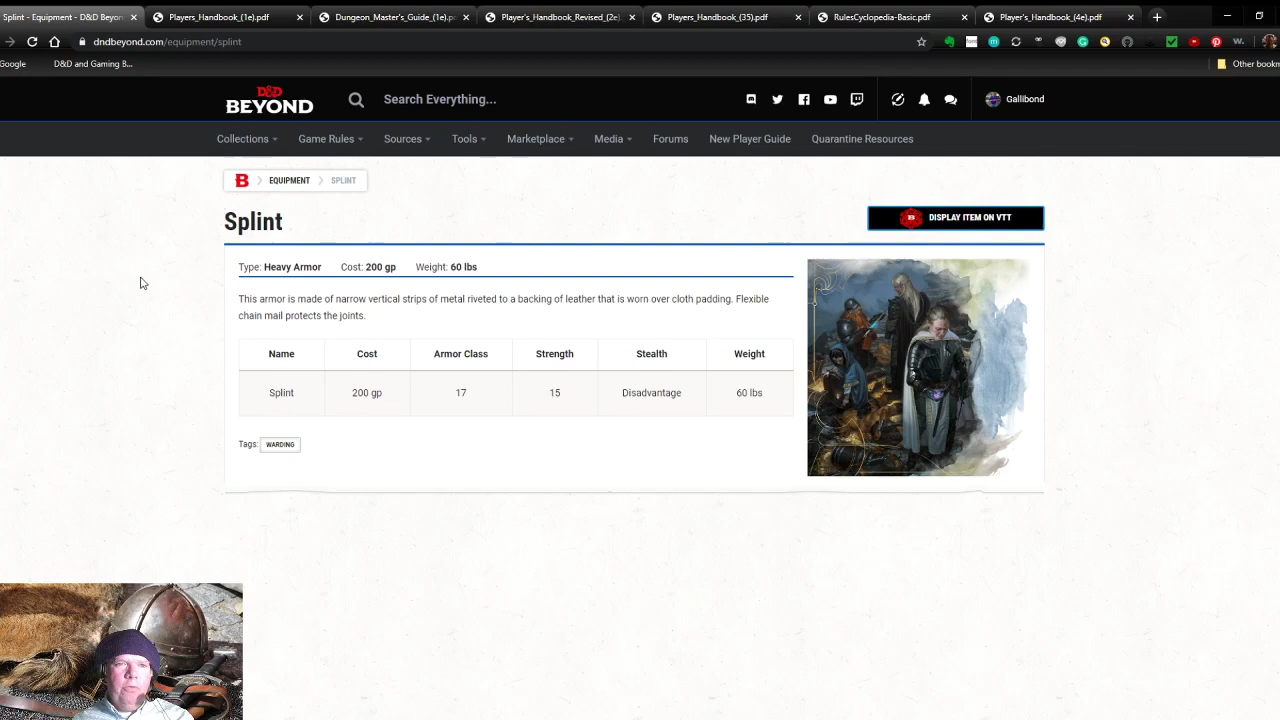 Splint - Equipment - D&D Beyon
Players_Handbook_(1e).pdf
Dungeon_Master's_Guide_(1e).pdf
Player's_Handbook_Revised_(2e)
Players_Handbook_(35).pdf
RulesCyclopedia-Basic.pdf
Player's_Handbook_(4e).pdf
dndbeyond.com/equipment/splint
Google
D&D and Gaming B...
Other bookm
D&D
BEYOND
Search Everything...
Gallibond
Collections
Game Rules
Sources
Tools
Marketplace
Media
Forums
New Player Guide
Quarantine Resources
B
EQUIPMENT
SPLINT
Splint
B DISPLAY ITEM ON VTT
Type: Heavy Armor Cost: 200 gp Weight: 60 lbs
This armor is made of narrow vertical strips of metal riveted to a backing of leather that is worn over cloth padding. Flexible
chain mail protects the joints.
Name Cost Armor Class Strength Stealth Weight
Splint 200 gp 17 15 Disadvantage 60 lbs
Tags: WARDING